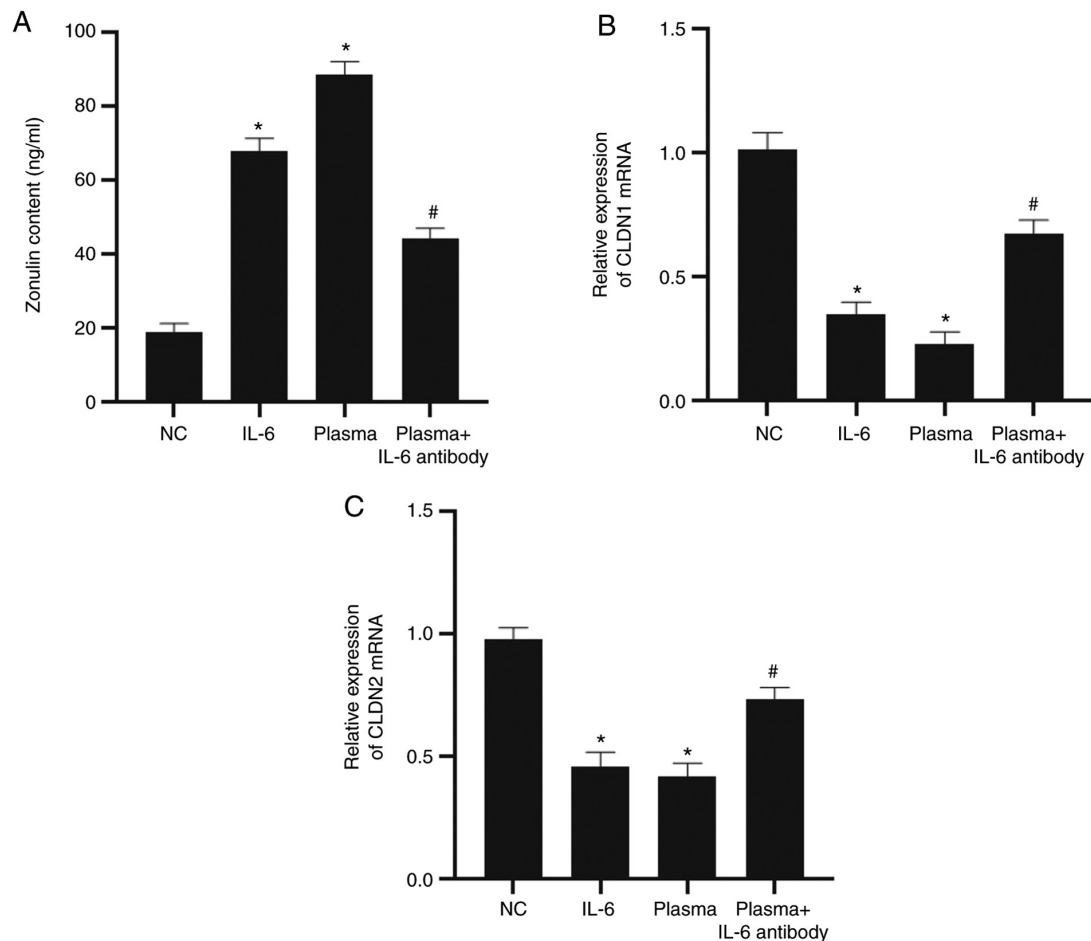 A
Zonulin content (ng/ml)
100
80
60
40
20
0
*
*
#
NC
IL-6
Plasma
Plasma+
IL-6 antibody
B
Relative expression
of CLDN1 mRNA
1.5
1.0
0.5
0.0
*
*
#
NC
IL-6
Plasma
Plasma+
IL-6 antibody
C
Relative expression
of CLDN2 mRNA
1.5
1.0
0.5
0.0
*
*
#
NC
IL-6
Plasma
Plasma+
IL-6 antibody